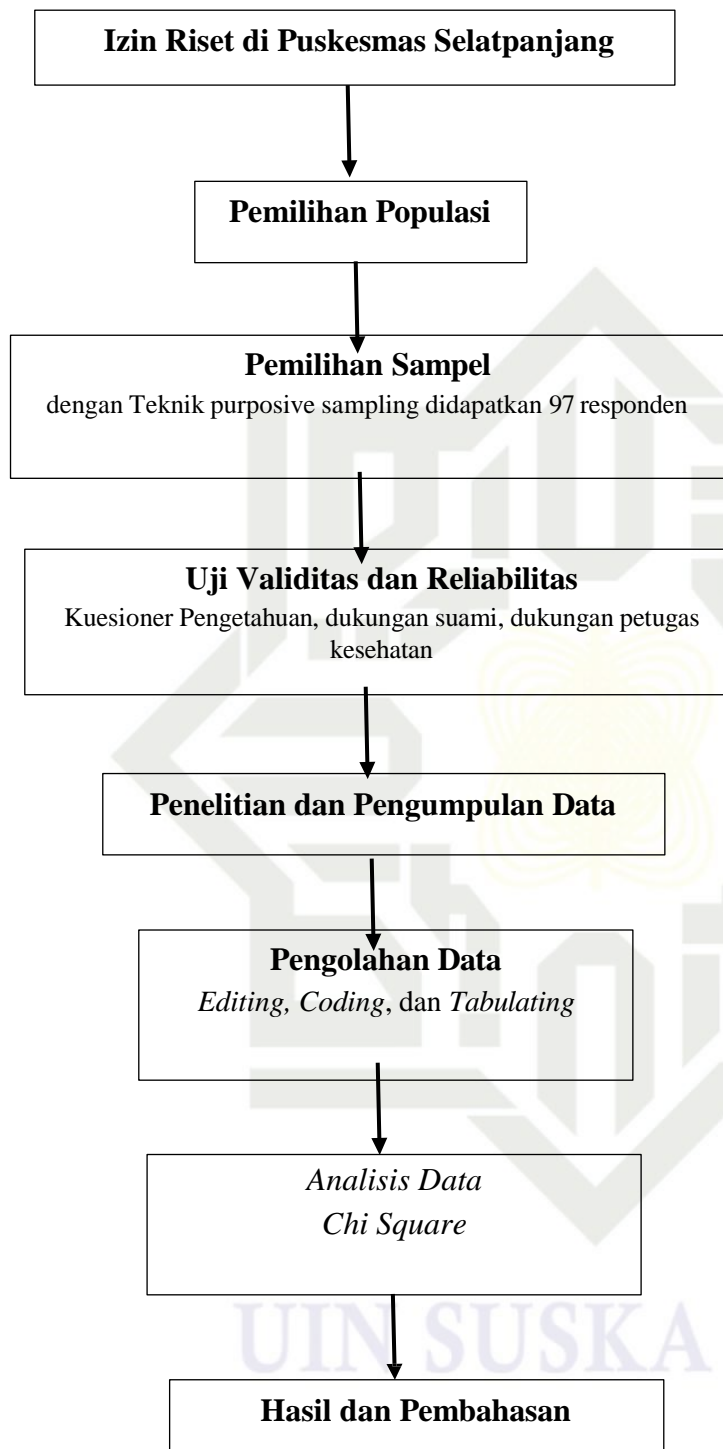 Izin Riset di Puskesmas Selatpanjang
Pemilihan Populasi
Pemilihan Sampel
dengan Teknik purposive sampling didapatkan 97 responden
Uji Validitas dan Reliabilitas
Kuesioner Pengetahuan, dukungan suami, dukungan petugas
kesehatan
Penelitian dan Pengumpulan Data
Pengolahan Data
Editing, Coding, dan Tabulating
Analisis Data
Chi Square
UIN SUSKA
Hasil dan Pembahasan